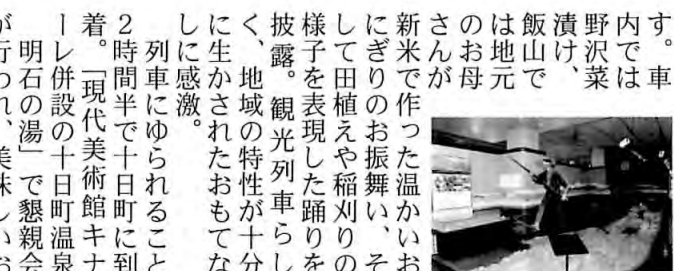 す。車
内では
野沢菜
漬け、
飯山で
は地元
のお母
さんが
新米で作った温かいお
にぎりのお振舞い、そ
して田植えや稲刈りの
様子を表現した踊りを
披露。観光列車らし
く、地域の特性が十分
に生かされたおもてな
しに感激。
列車にゆられること
２時間半で十日町に到
着。「現代美術館キナ
ーレ併設の十日町温泉
明石の湯」で懇親会
が行われ、美味しいお